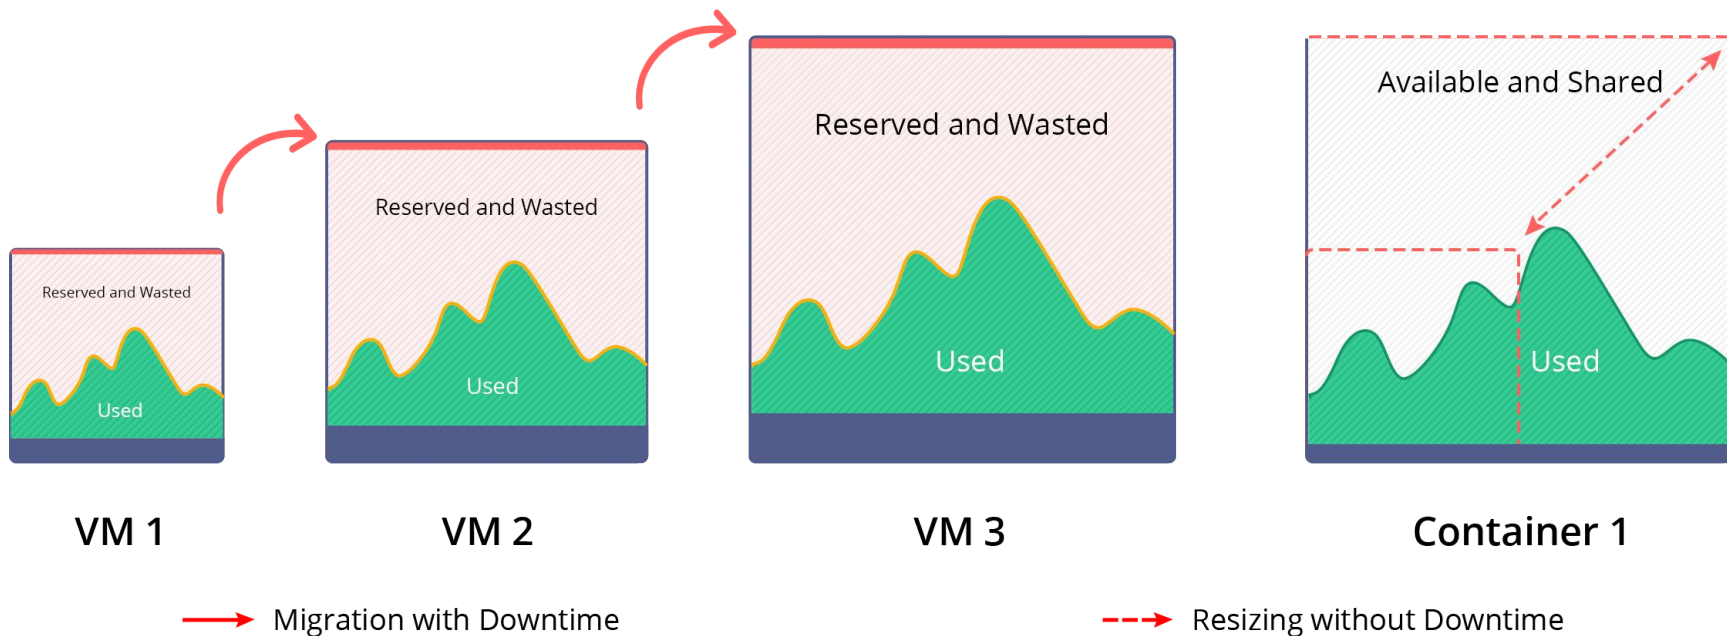 Reserved and Wasted
Used
VM 1
Reserved and Wasted
Used
VM 2
Reserved and Wasted
Used
VM 3
Available and Shared
Used
Container 1
Migration with Downtime
Resizing without Downtime